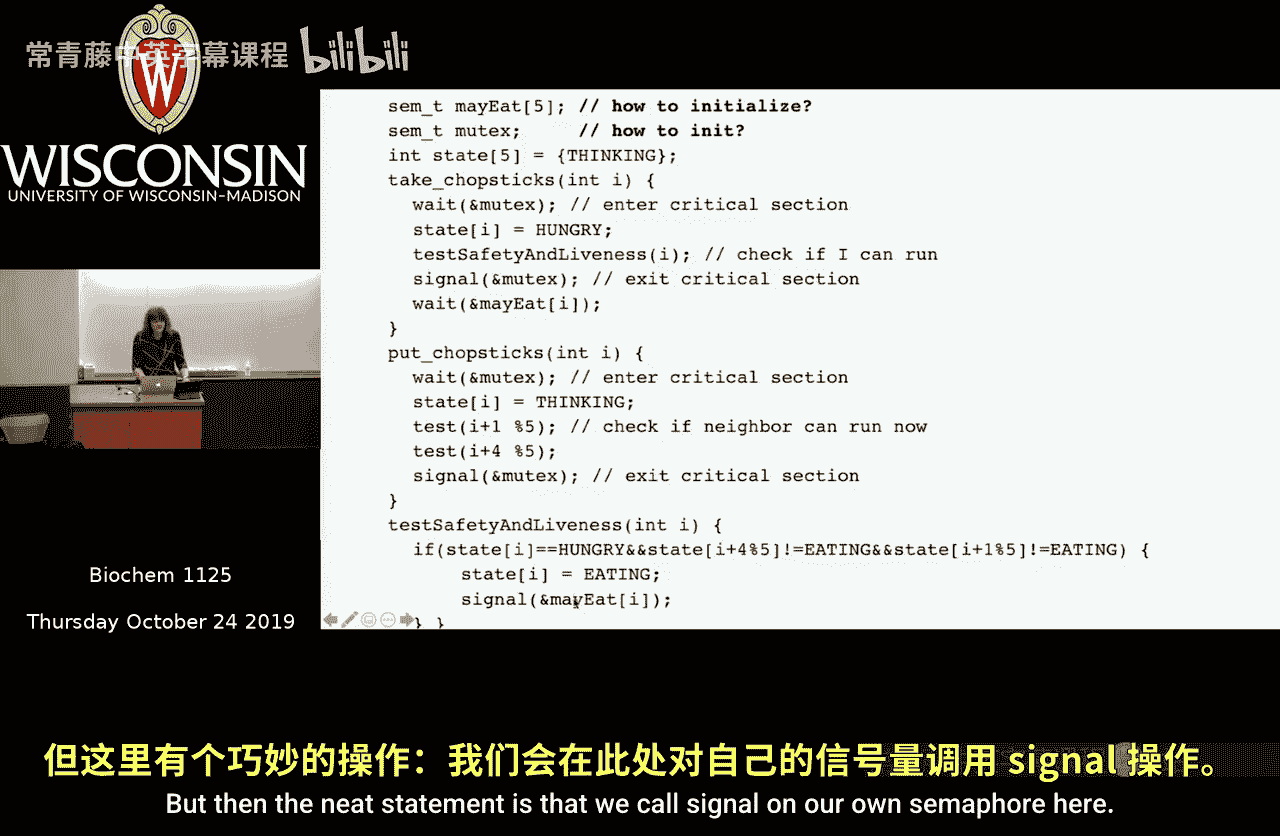 常青藤中英字幕课程 bilibili
W
WISCONSIN
UNIVERSITY OF WISCONSIN–MADISON
sem_t mayEat[5]; // how to initialize?
sem_t mutex; // how to init?
int state[5] = {THINKING};
take_chopsticks(int i) {
wait(&mutex); // enter critical section
state[i] = HUNGRY;
testSafetyAndLiveness(i); // check if I can run
signal(&mutex); // exit critical section
wait(&mayEat[i]);
}
put_chopsticks(int i) {
wait(&mutex); // enter critical section
state[i] = THINKING;
test(i+1 %5); // check if neighbor can run now
test(i+4 %5);
signal(&mutex); // exit critical section
}
testSafetyAndLiveness(int i) {
if(state[i]==HUNGRY&&state[i+4%5]!=EATING&&state[i+1%5]!=EATING) {
state[i] = EATING;
signal(&mayEat[i]);
} }
Biochem 1125
Thursday October 24 2019
但这里有个巧妙的操作：我们会在此处对自己的信号量调用 signal 操作。
But then the neat statement is that we call signal on our own semaphore here.